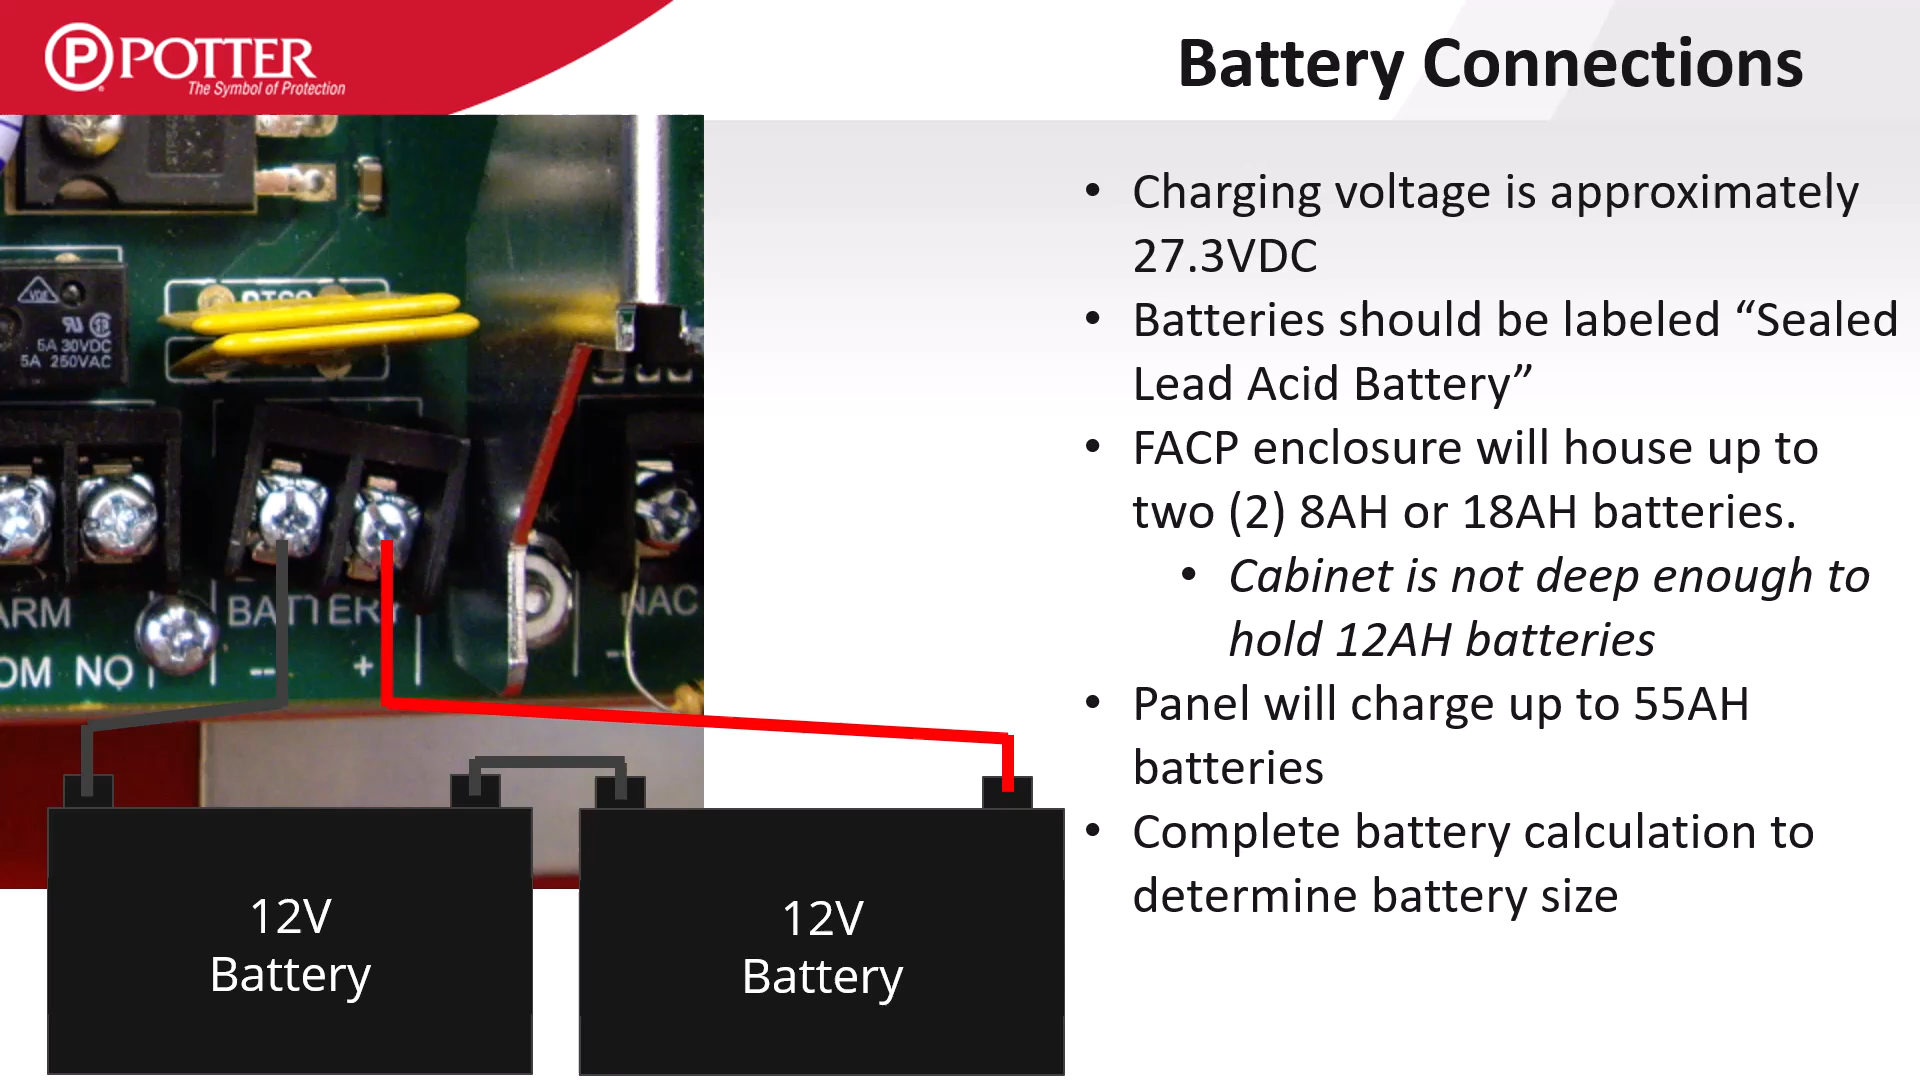 P POTTER
The Symbol of Protection
Battery Connections
• Charging voltage is approximately
27.3VDC
• Batteries should be labeled “Sealed
Lead Acid Battery”
• FACP enclosure will house up to
two (2) 8AH or 18AH batteries.
• Cabinet is not deep enough to
hold 12AH batteries
• Panel will charge up to 55AH
batteries
• Complete battery calculation to
determine battery size
VDE
5A 30VDC
5A 250VAC
ARM
BATTERY
NAC
OM NO
-- +
--
12V
Battery
12V
Battery